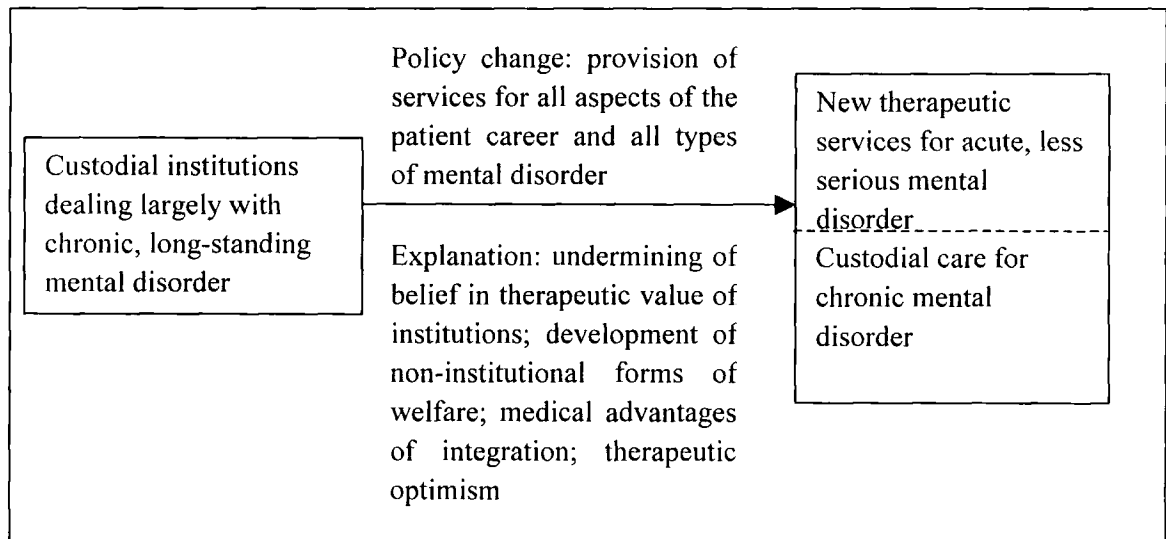 Custodial institutions
dealing largely with
chronic, long-standing
mental disorder
Policy change: provision of
services for all aspects of the
patient career and all types
of mental disorder
Explanation: undermining of
belief in therapeutic value of
institutions; development of
non-institutional forms of
welfare; medical advantages
of integration; therapeutic
optimism
New therapeutic
services for acute, less
serious mental
disorder
Custodial care for
chronic mental
disorder